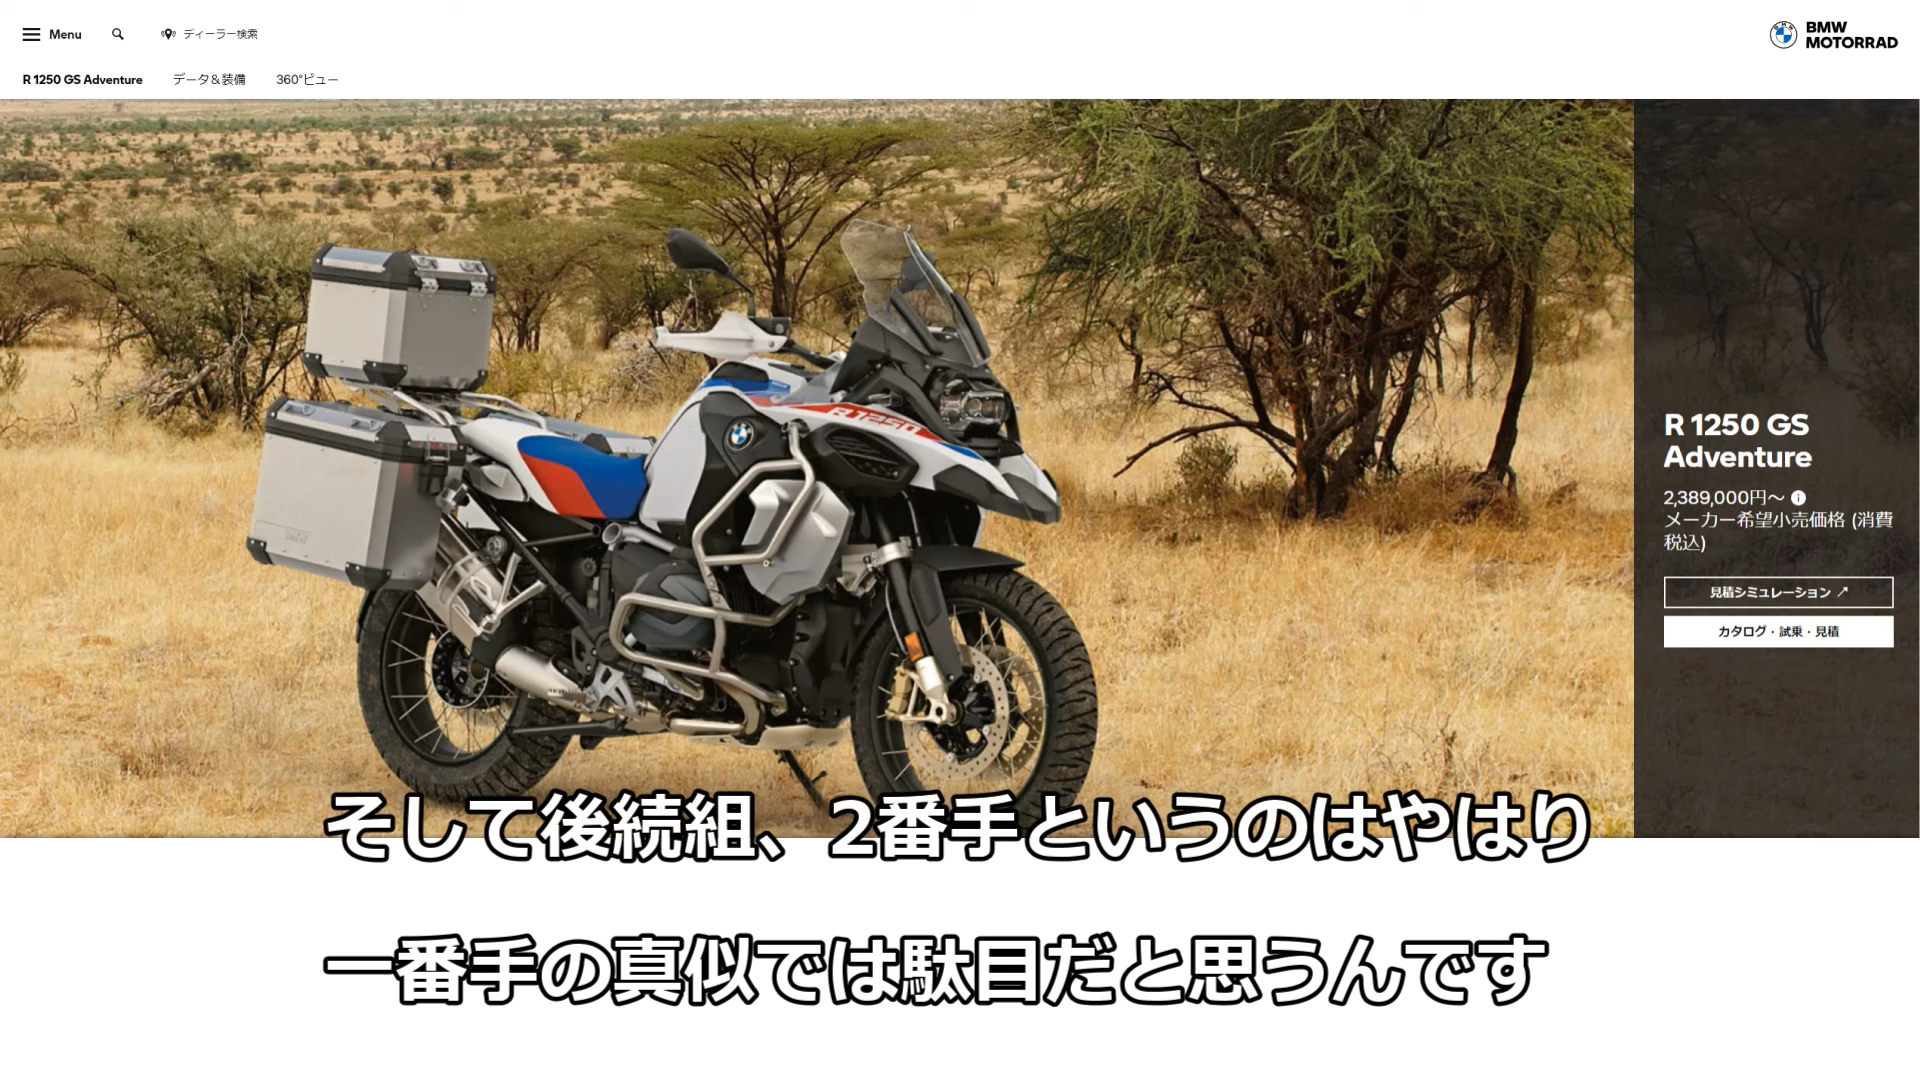 Menu
ディーラー検索
BMW
MOTORRAD
R 1250 GS Adventure
データ＆装備
360°ビュー
R 1250
R 1250 GS
Adventure
2,389,000円～
メーカー希望小売価格 (消費
税込)
見積シミュレーション ↗
カタログ・試乗・見積
そして後続組、2番手というのはやはり
一番手の真似では駄目だと思うんです